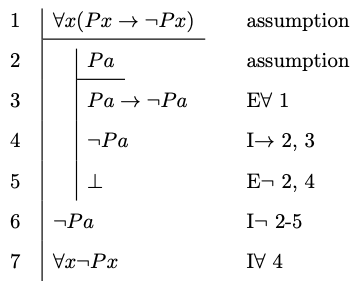 1 ∀x(Px → ¬Px) assumption
2 Pa assumption
3 Pa → ¬Pa E∀ 1
4 ¬Pa I→ 2, 3
5 ⊥ E¬ 2, 4
6 ¬Pa I¬ 2-5
7 ∀x¬Px I∀ 4